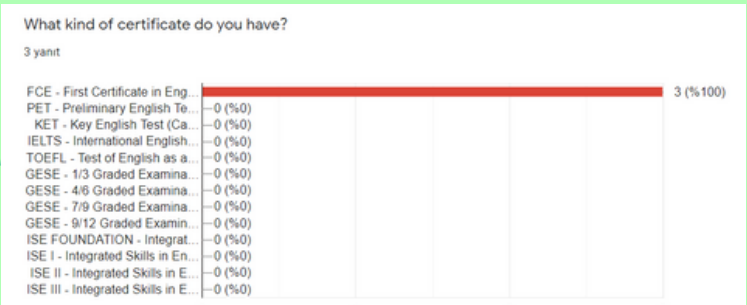 What kind of certificate do you have?
3 yanıt
FCE - First Certificate in Eng... 3 (%100)
PET - Preliminary English Te... 0 (%0)
KET - Key English Test (Ca... 0 (%0)
IELTS - International English... 0 (%0)
TOEFL - Test of English as a... 0 (%0)
GESE - 1/3 Graded Examina... 0 (%0)
GESE - 4/6 Graded Examina... 0 (%0)
GESE - 7/9 Graded Examina... 0 (%0)
GESE - 9/12 Graded Examin... 0 (%0)
ISE FOUNDATION - Integrat... 0 (%0)
ISE I - Integrated Skills in En... 0 (%0)
ISE II - Integrated Skills in E... 0 (%0)
ISE III - Integrated Skills in E... 0 (%0)